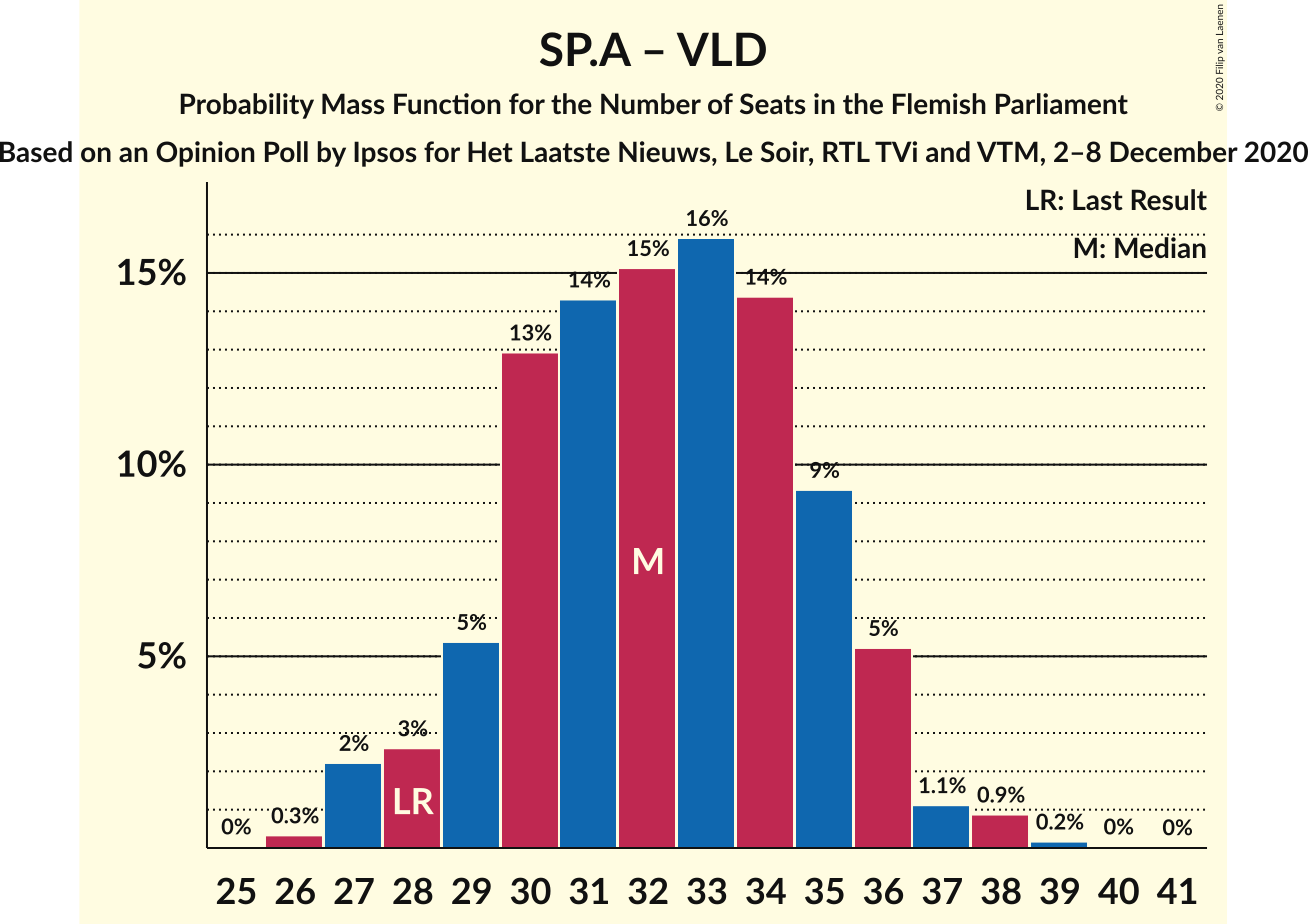 SP.A – VLD
Probability Mass Function for the Number of Seats in the Flemish Parliament
Based on an Opinion Poll by Ipsos for Het Laatste Nieuws, Le Soir, RTL TVi and VTM, 2–8 December 2020
© 2020 Filip van Laenen
LR: Last Result
M: Median
15%
10%
5%
0%
0.3%
2%
3%
5%
13%
14%
15%
16%
14%
9%
5%
1.1%
0.9%
0.2%
0%
0%
LR
M
25 26 27 28 29 30 31 32 33 34 35 36 37 38 39 40 41